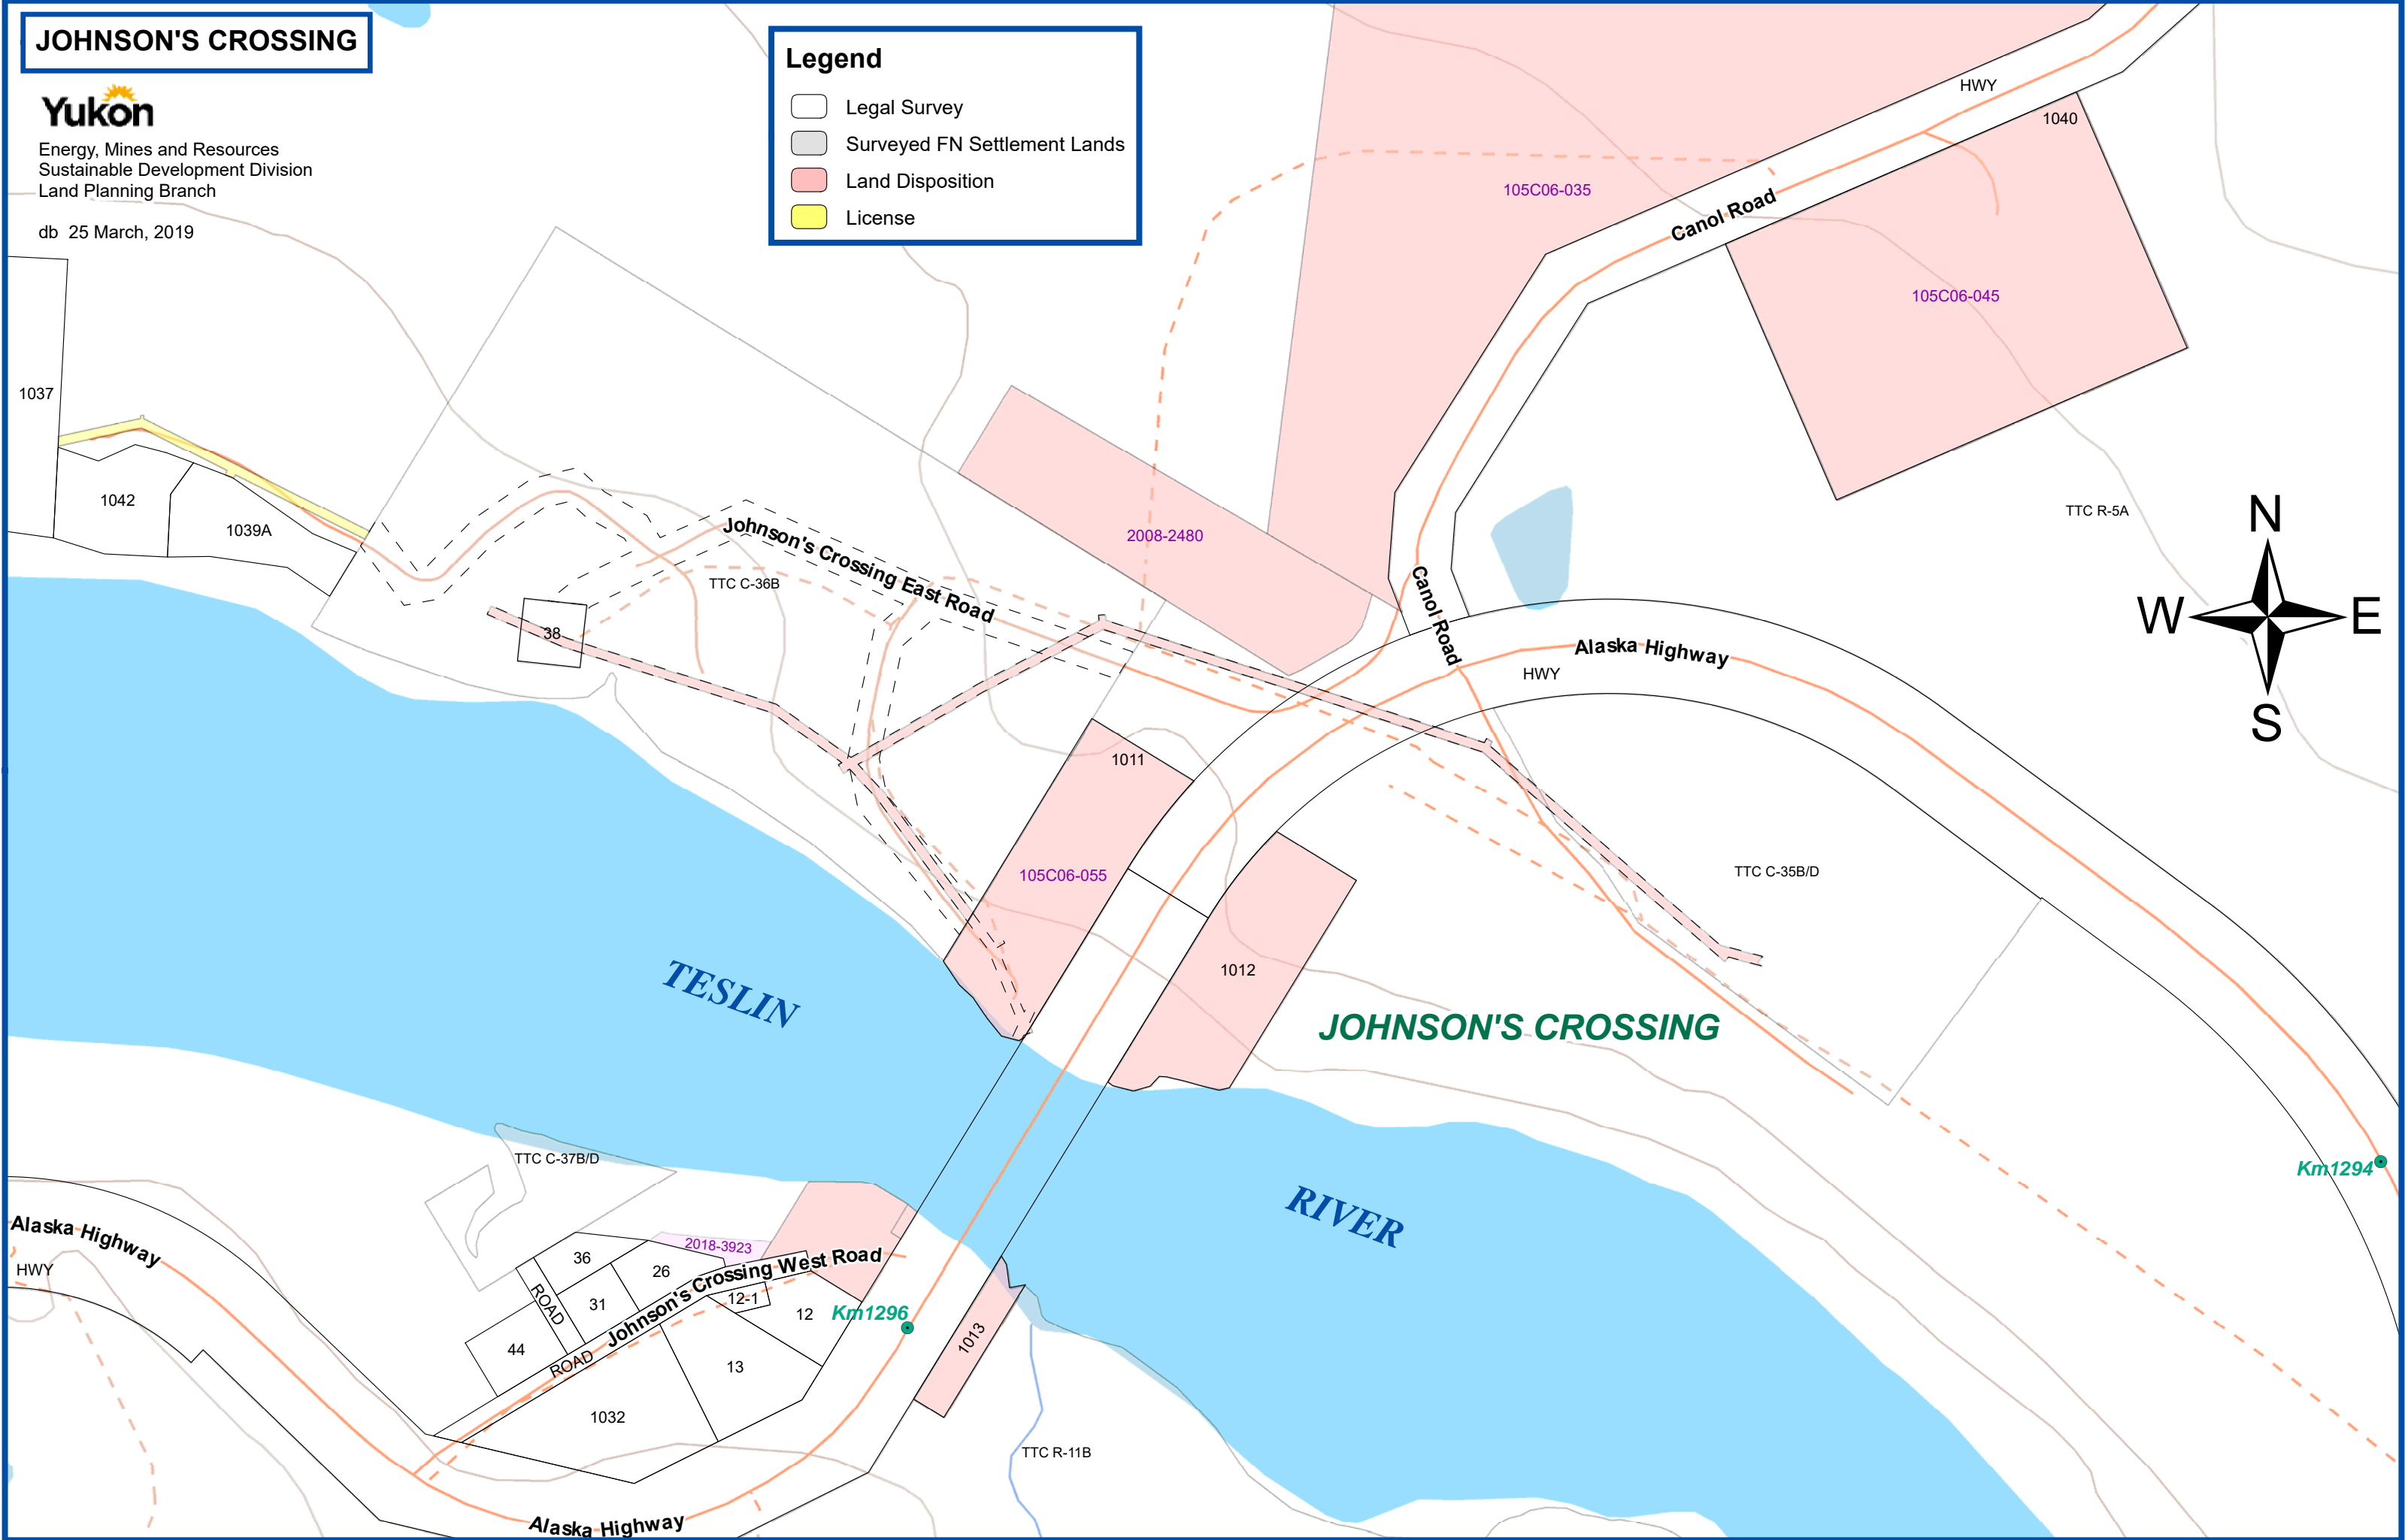 JOHNSON'S CROSSING
Yukon
Energy, Mines and Resources
Sustainable Development Division
Land Planning Branch
db 25 March, 2019
Legend
Legal Survey
Surveyed FN Settlement Lands
Land Disposition
License
HWY
1040
105C06-035
Canol Road
105C06-045
1037
1042
1039A
TTC R-5A
N
W
E
S
2008-2480
Johnson's Crossing East Road
TTC C-36B
38
Canol Road
Alaska Highway
HWY
1011
105C06-055
TTC C-35B/D
1012
TESLIN
JOHNSON'S CROSSING
TTC C-37B/D
Km1294
RIVER
Alaska Highway
HWY
2018-3923
36
26
Johnson's Crossing West Road
ROAD
31
12-1
12
Km1296
44
ROAD
13
1013
1032
TTC R-11B
Alaska Highway